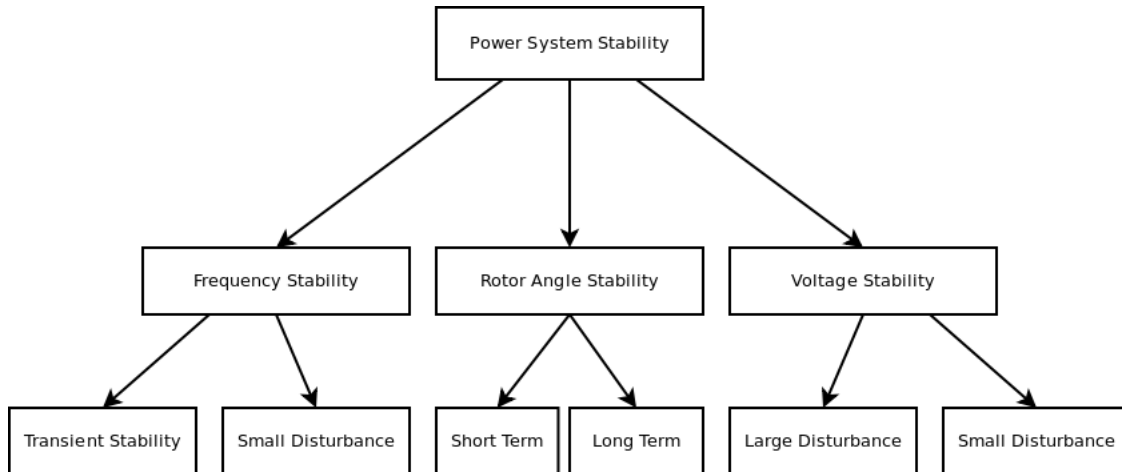 Power System Stability
Frequency Stability
Rotor Angle Stability
Voltage Stability
Transient Stability
Small Disturbance
Short Term
Long Term
Large Disturbance
Small Disturbance